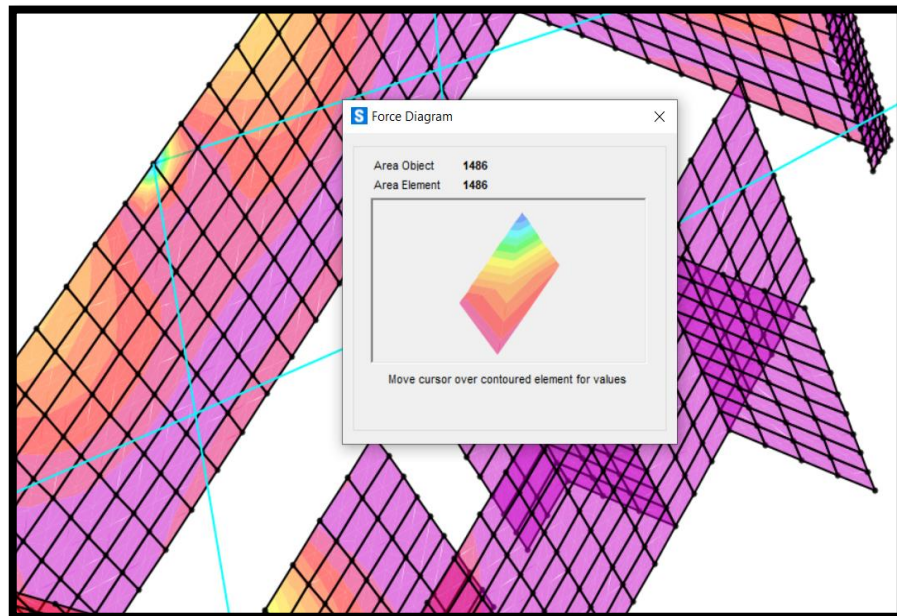 S Force Diagram
Area Object 1486
Area Element 1486
Move cursor over contoured element for values